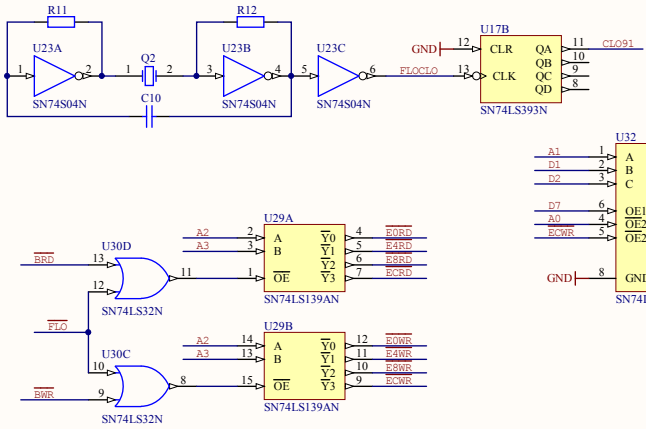 R11
R12
U17B
U23A
U23B
U23C
Q2
GND
12
CLR
QA
11
CLO91
QB
10
1
2
1
2
3
4
5
6
FLOCLO
13
CLK
QC
9
QD
8
SN74S04N
C10
SN74S04N
SN74S04N
SN74LS393N
U32
A1
1
A
D1
2
B
D2
3
C
D7
6
OE1
A0
4
OE2
ECWR
5
OE2
GND
8
GND
SN74L
U29A
A2
2
A
Y0
4
E0RD
A3
3
B
Y1
5
E4RD
U30D
BRD
13
Y2
6
E8RD
11
1
OE
Y3
7
ECRD
12
SN74LS32N
SN74LS139AN
FLO
U29B
A2
14
A
Y0
12
E0WR
A3
13
B
Y1
11
E4WR
U30C
10
Y2
10
E8WR
8
15
OE
Y3
9
ECWR
BWR
9
SN74LS32N
SN74LS139AN